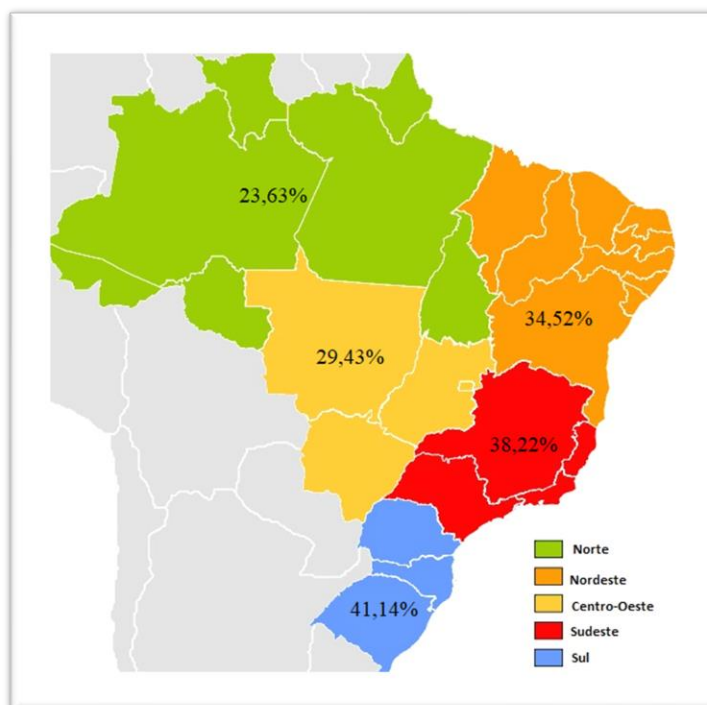 23,63%
34,52%
29,43%
38,22%
41,14%
Norte
Nordeste
Centro-Oeste
Sudeste
Sul